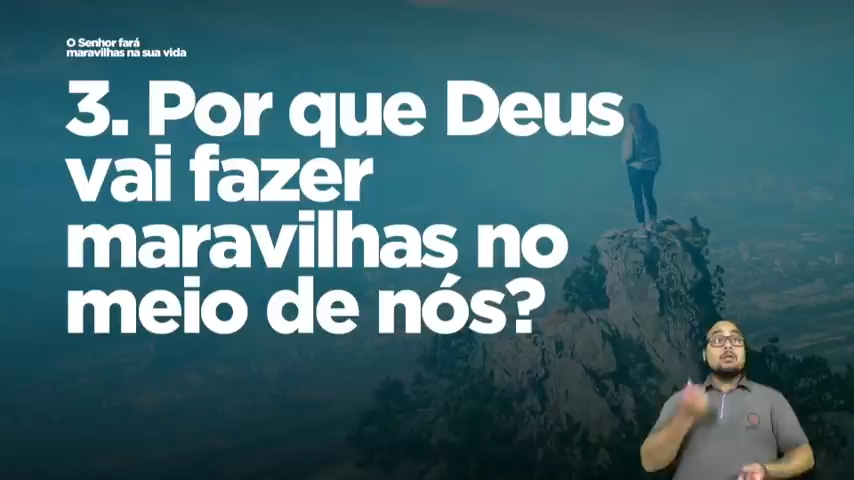 O Senhor fará
maravilhas na sua vida
3. Por que Deus
vai fazer
maravilhas no
meio de nós?